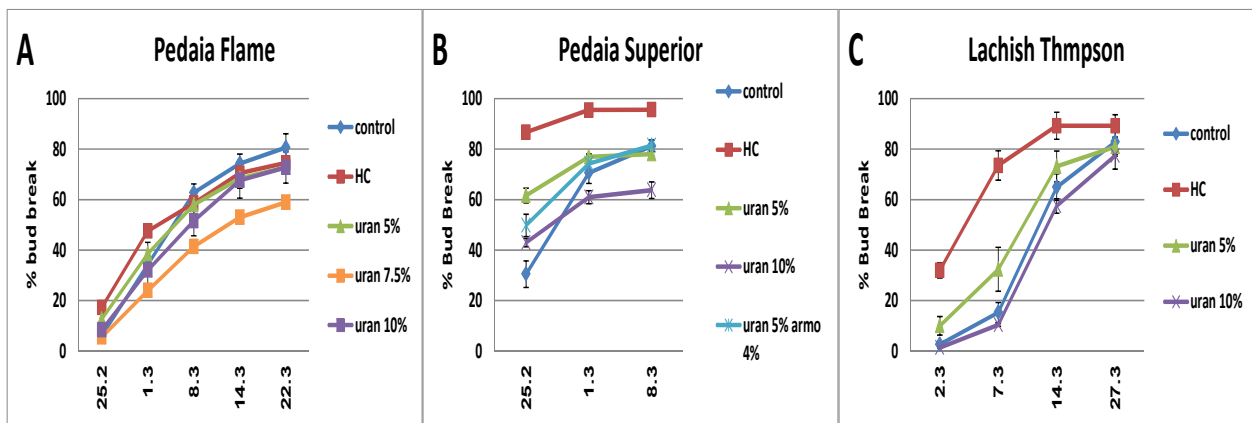 A
Pedaia Flame
% bud break
100
80
60
40
20
0
25.2
1.3
8.3
14.3
22.3
control
HC
uran 5%
uran 7.5%
uran 10%
B
Pedaia Superior
% Bud Break
100
80
60
40
20
0
25.2
1.3
8.3
control
HC
uran 5%
uran 10%
uran 5% armo
4%
C
Lachish Thmpson
% Bud Break
100
80
60
40
20
0
2.3
7.3
14.3
27.3
control
HC
uran 5%
uran 10%